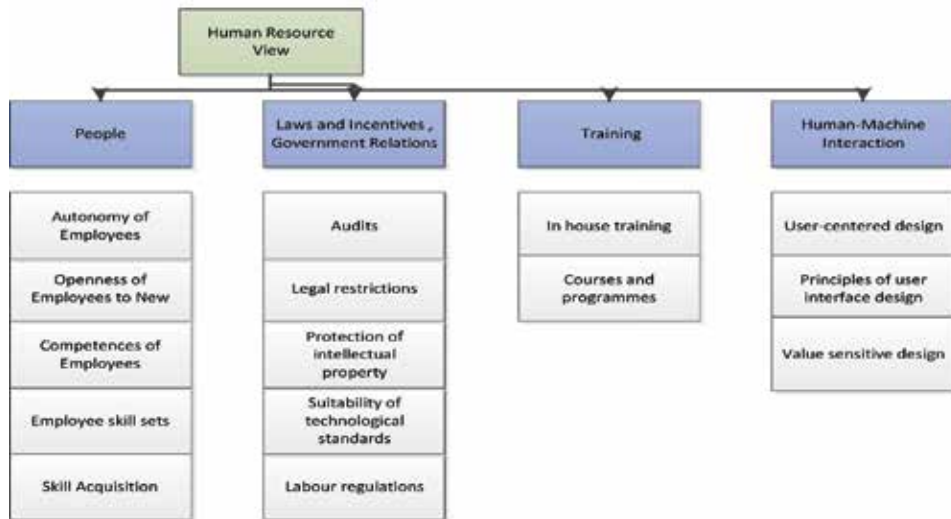 Human Resource
View
People
Laws and Incentives ,
Government Relations
Training
Human-Machine
Interaction
Autonomy of
Employees
Openness of
Employees to New
Competences of
Employees
Employee skill sets
Skill Acquisition
Audits
Legal restrictions
Protection of
intellectual
property
Suitability of
technological
standards
Labour regulations
In house training
Courses and
programmes
User-centered design
Principles of user
interface design
Value sensitive design